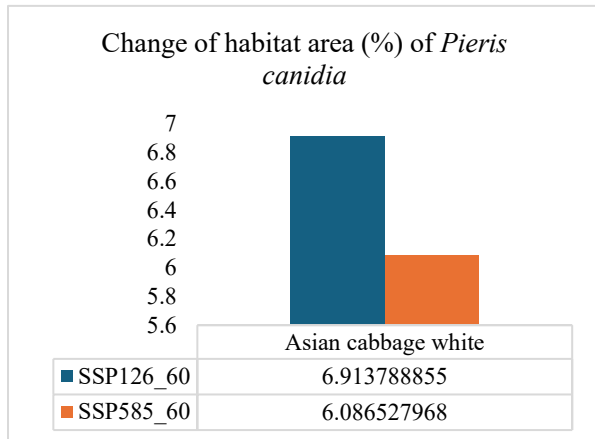 Change of habitat area (%) of Pieris
canidia
7
6.8
6.6
6.4
6.2
6
5.8
5.6
Asian cabbage white
SSP126_60 6.913788855
SSP585_60 6.086527968